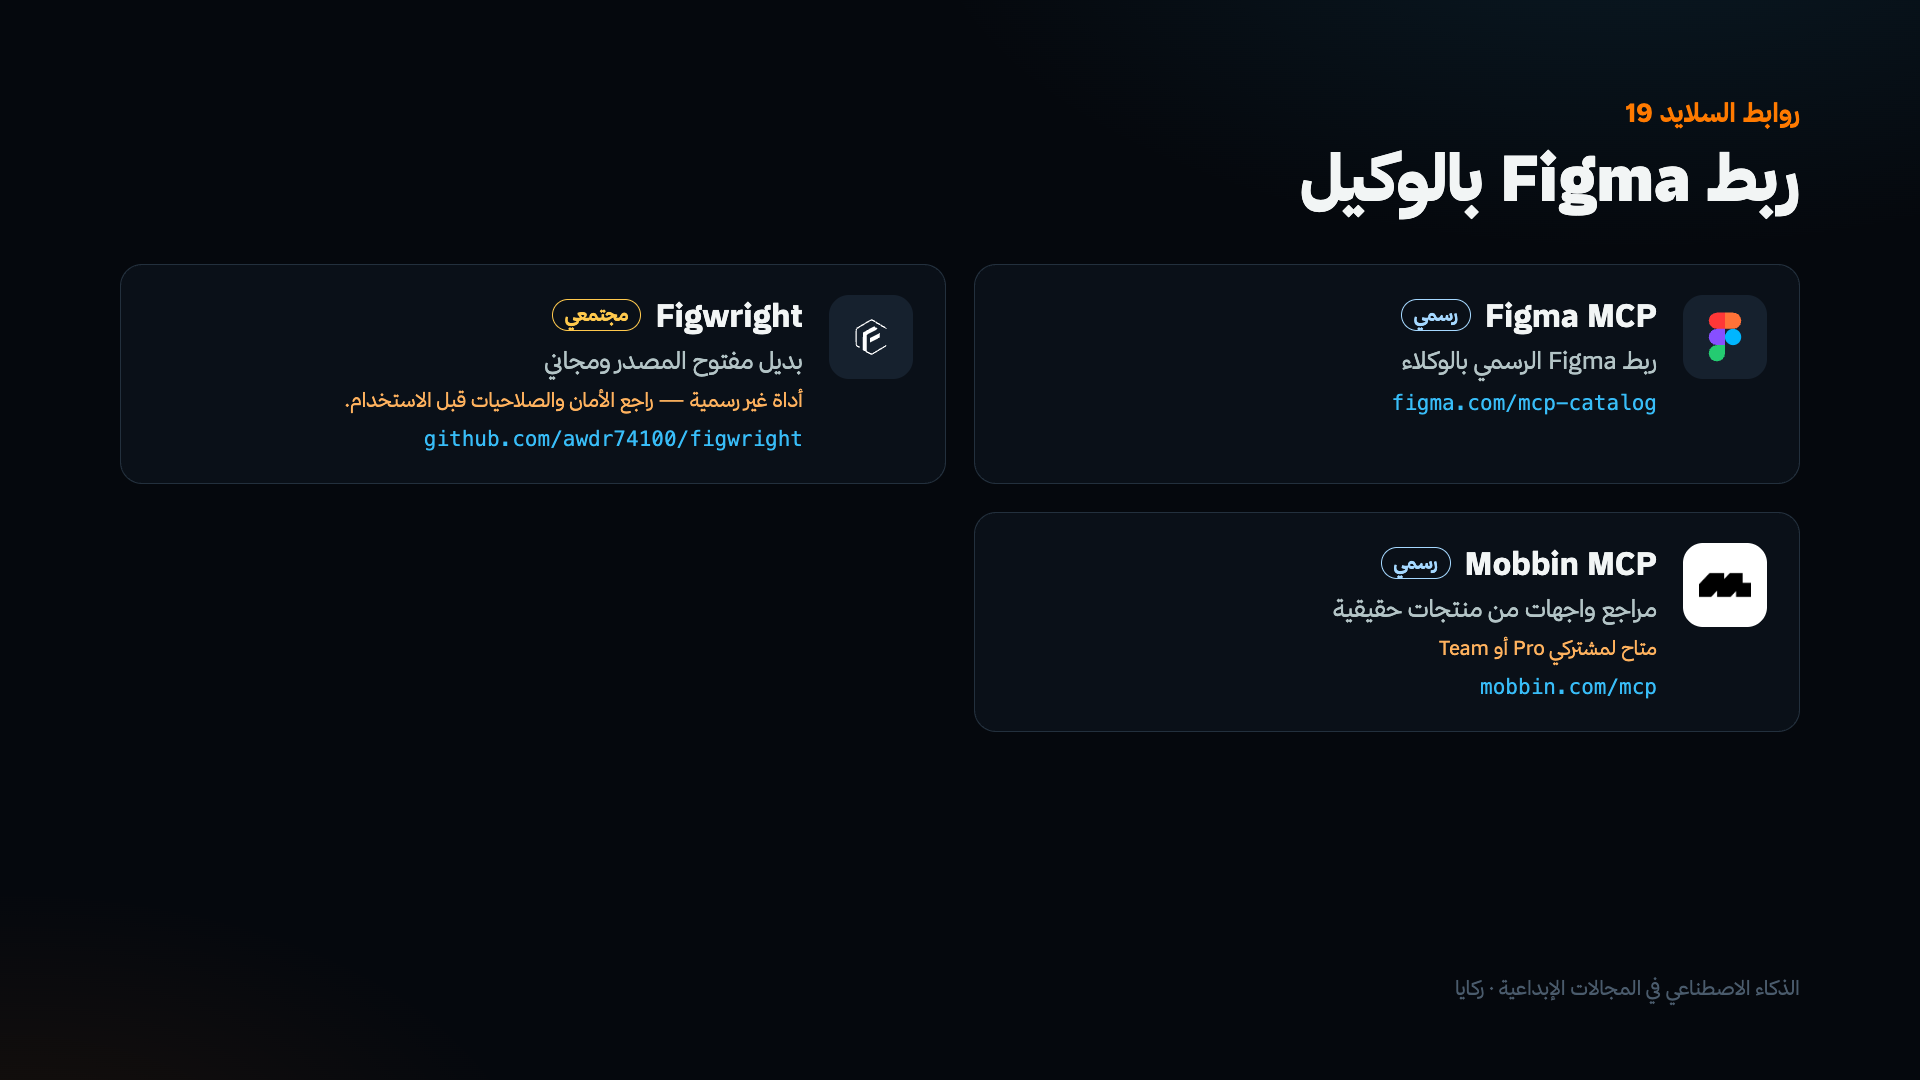 روابط السلايد 19
ربط Figma بالوكيل
Figma MCP رسمي
ربط Figma الرسمي بالوكلاء
figma.com/mcp-catalog
Figwright مجتمعي
بديل مفتوح المصدر ومجاني
أداة غير رسمية — راجع الأمان والصلاحيات قبل الاستخدام.
github.com/awdr74100/figwright
Mobbin MCP رسمي
مراجع واجهات من منتجات حقيقية
متاح لمشتركي Pro أو Team
mobbin.com/mcp
الذكاء الاصطناعي في المجالات الإبداعية · ركايا